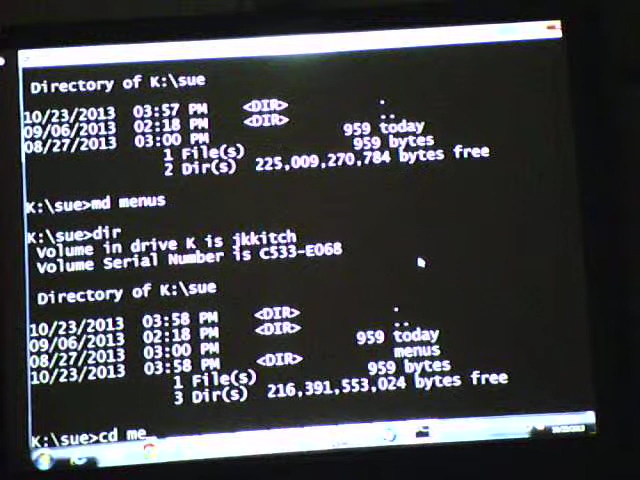 Directory of K:\sue
10/23/2013 03:57 PM <DIR> .
09/06/2013 02:18 PM <DIR> ..
08/27/2013 03:00 PM 959 today
1 File(s) 959 bytes
2 Dir(s) 225,009,270,784 bytes free
K:\sue>md menus
K:\sue>dir
Volume in drive K is jkkitch
Volume Serial Number is C533-E068
Directory of K:\sue
10/23/2013 03:58 PM <DIR> .
09/06/2013 02:18 PM <DIR> ..
08/27/2013 03:00 PM 959 today
10/23/2013 03:58 PM <DIR> menus
1 File(s) 959 bytes
3 Dir(s) 216,391,553,024 bytes free
K:\sue>cd me_